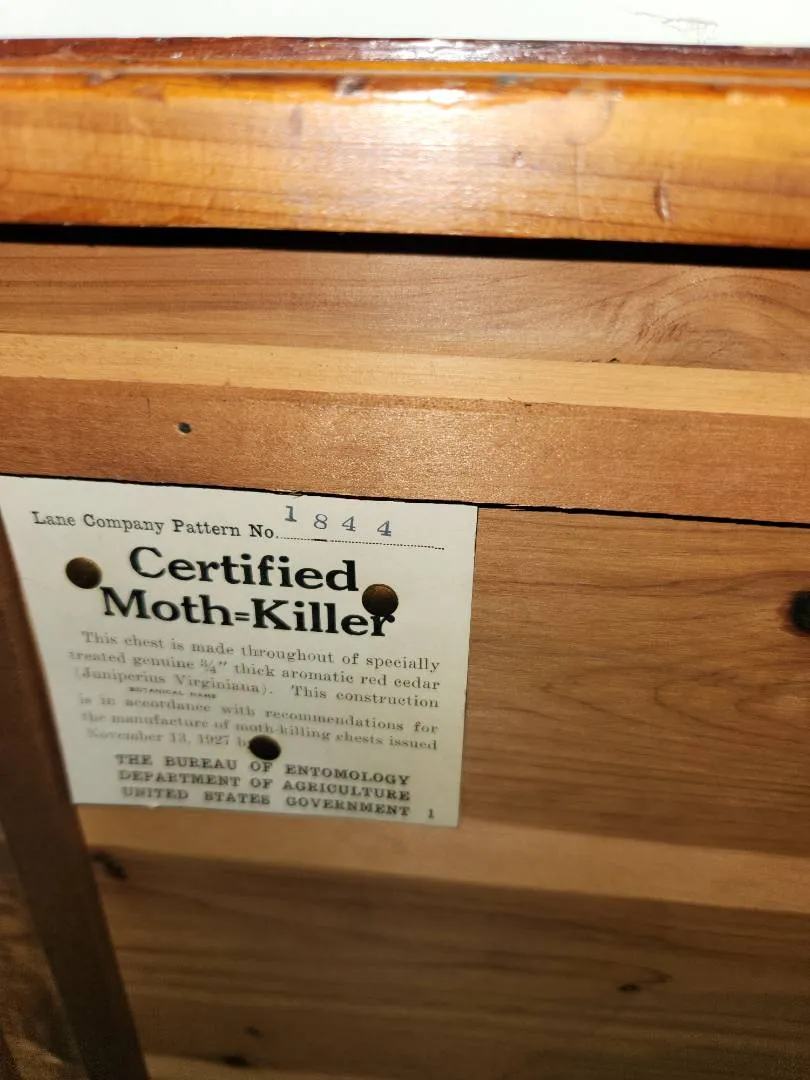 Lane Company Pattern No. 1844
Certified
Moth=Killer
This chest is made throughout of specially
treated genuine ¾" thick aromatic red cedar
(Juniperius Virginiana). This construction
BOTANICAL NAME
is in accordance with recommendations for
the manufacture of moth-killing chests issued
November 13, 1927 by
THE BUREAU OF ENTOMOLOGY
DEPARTMENT OF AGRICULTURE
UNITED STATES GOVERNMENT 1